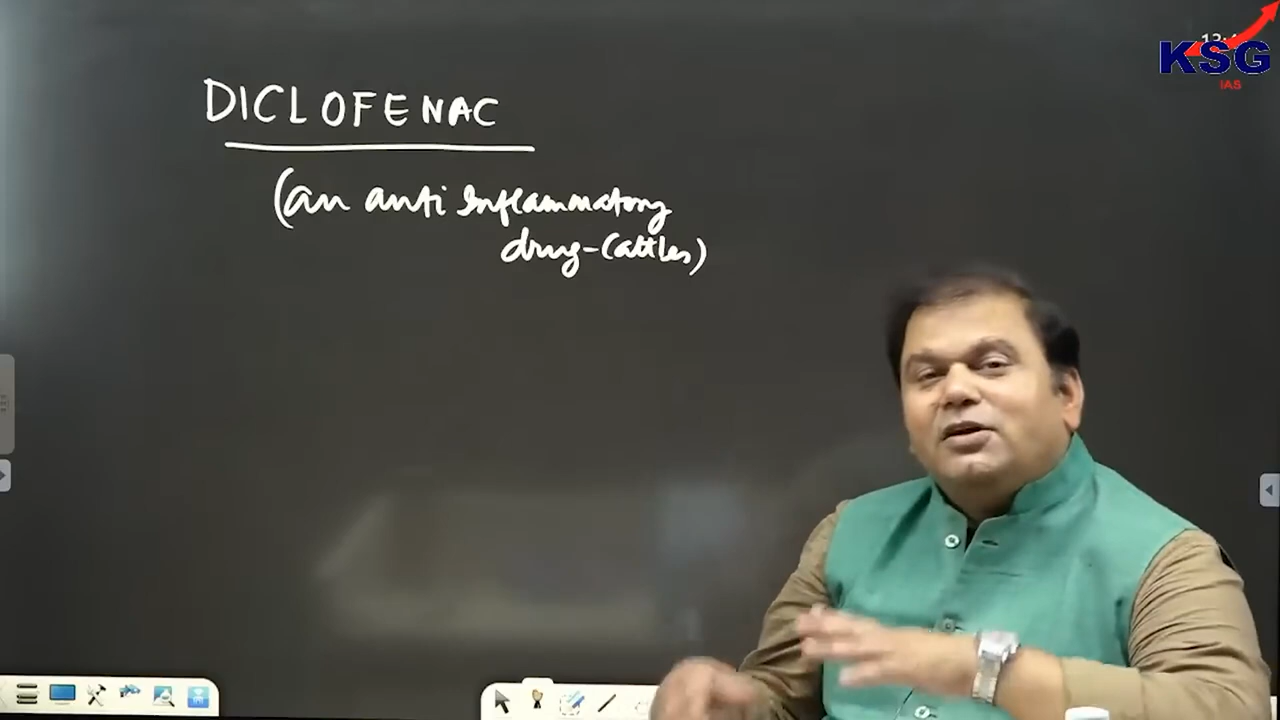 DICLOFENAC
(an anti Inflammatory
drug-Cattles)
KSG
IAS